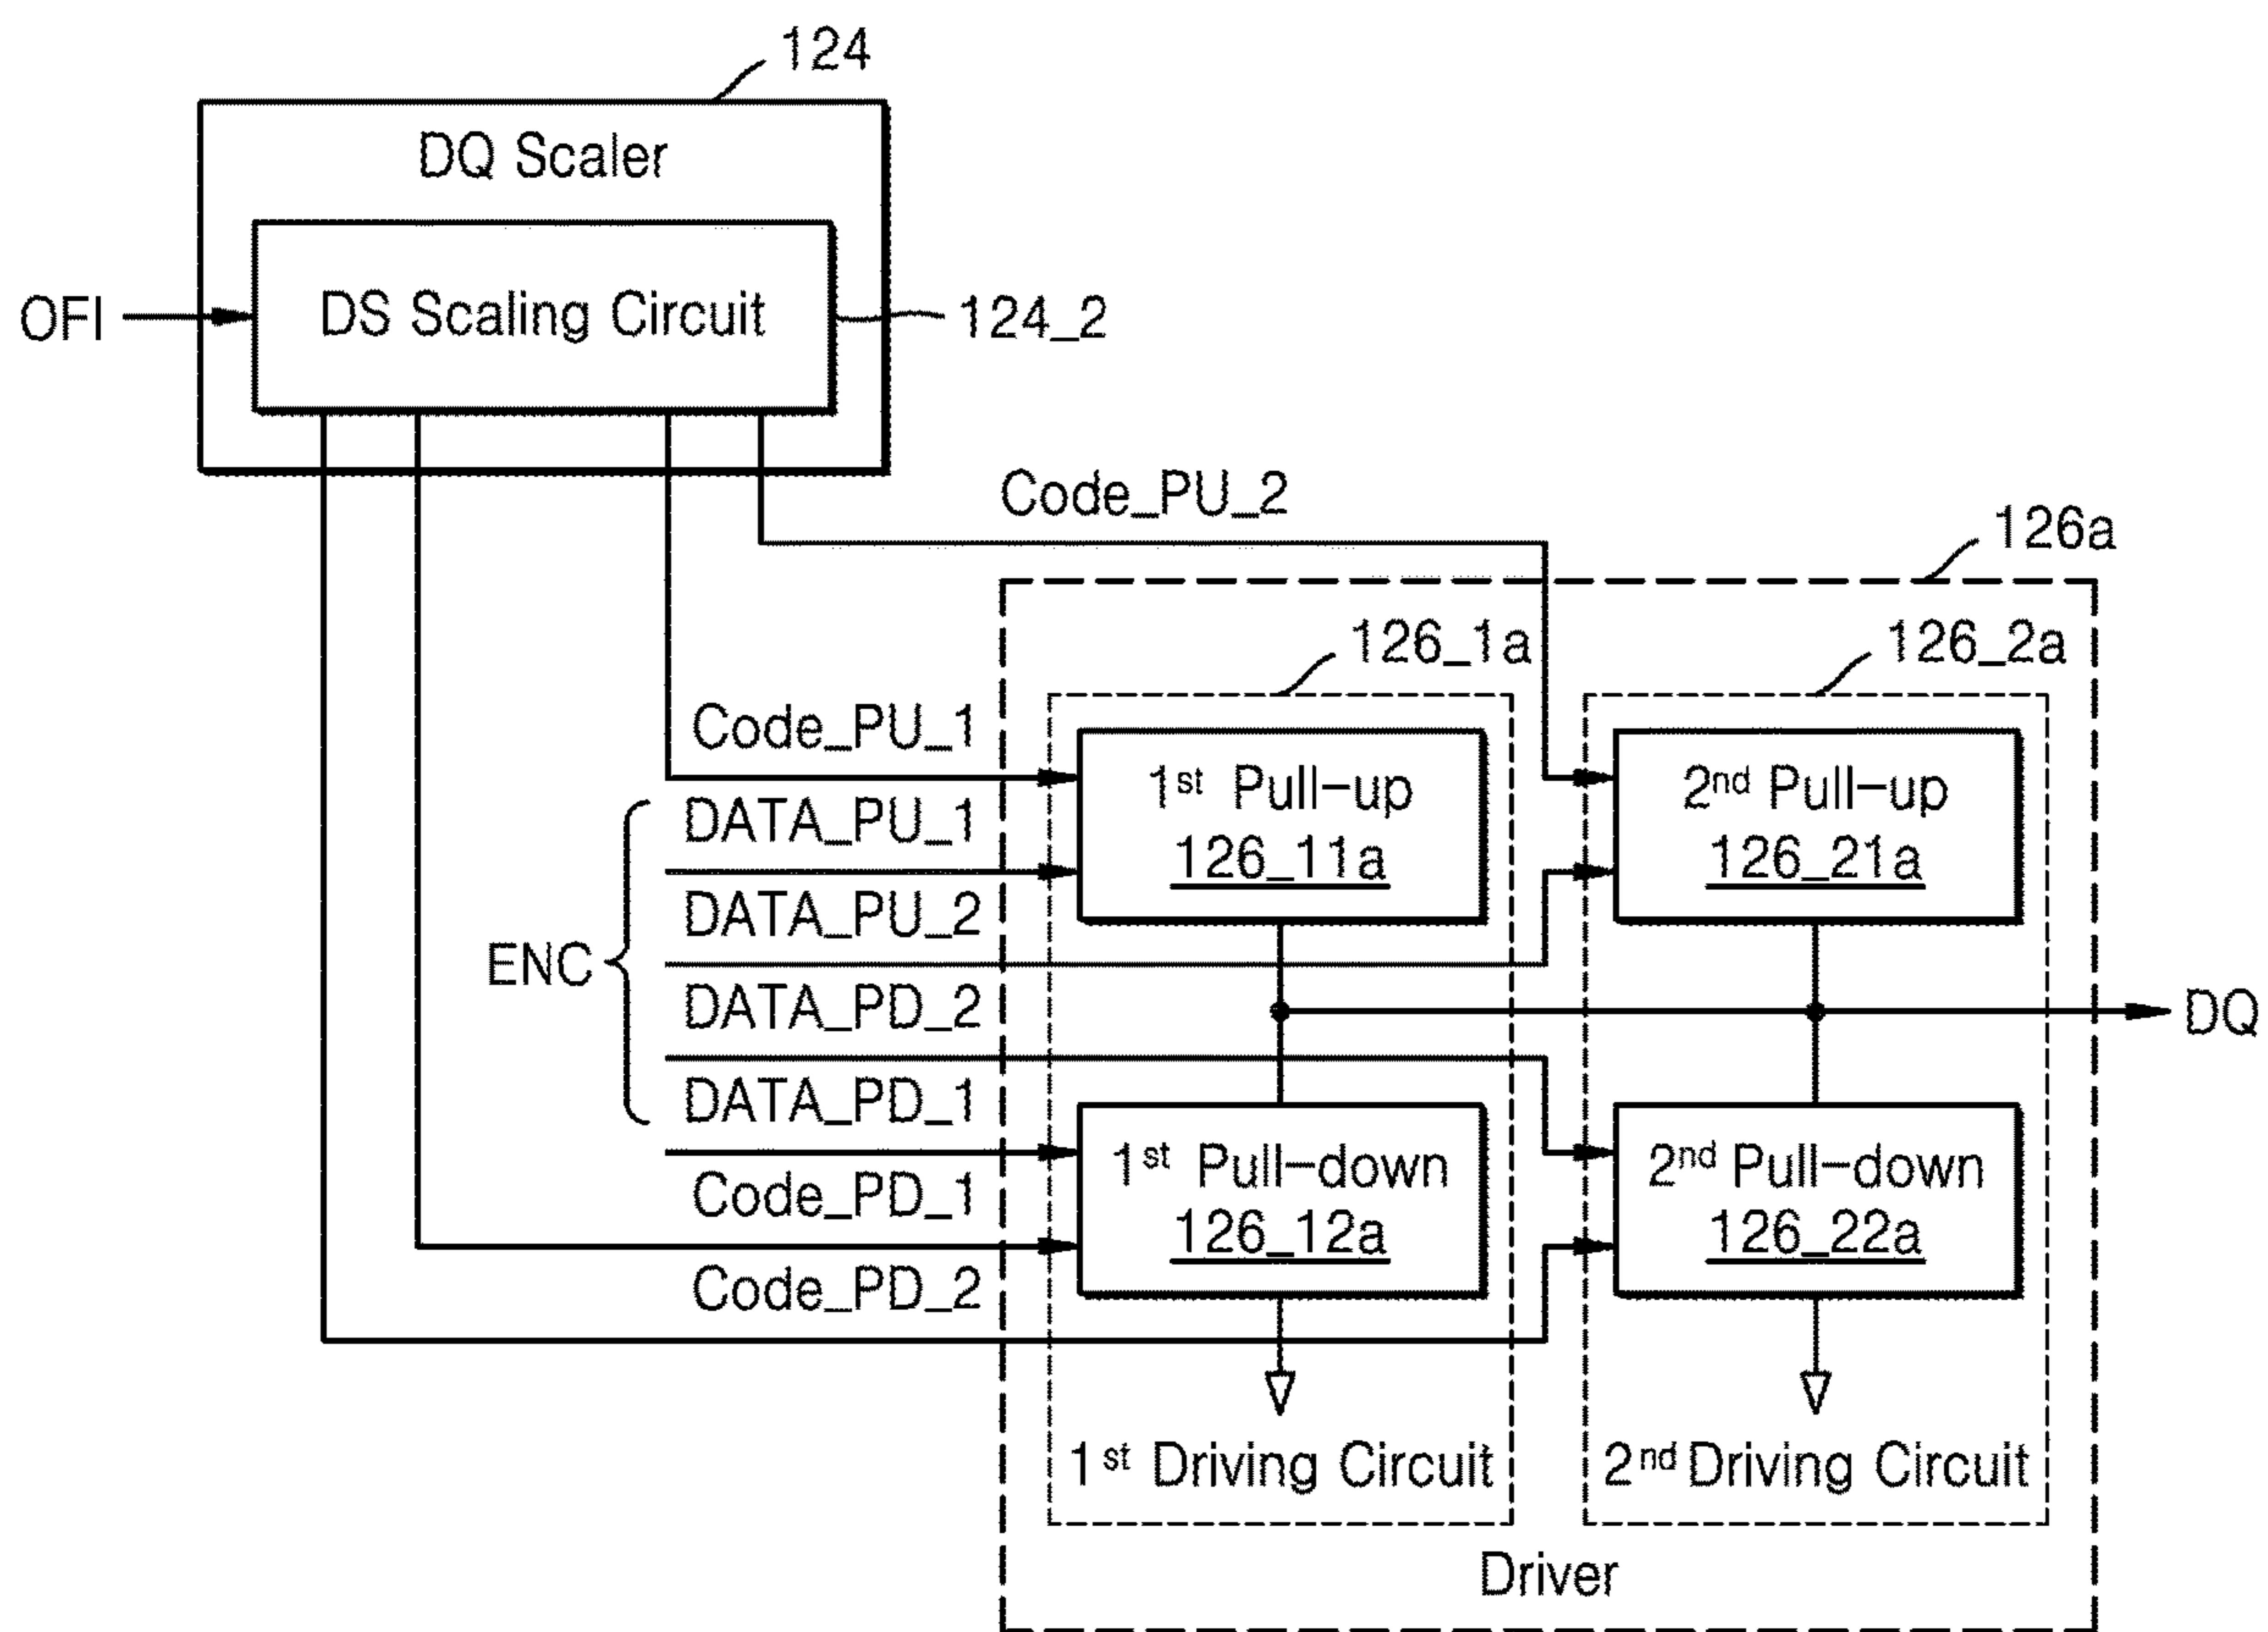 124
DQ Scaler
OFI
DS Scaling Circuit
124_2
Code_PU_2
126a
126_1a
126_2a
Code_PU_1
1st Pull-up
126_11a
2nd Pull-up
126_21a
DATA_PU_1
DATA_PU_2
ENC
DATA_PD_2
DQ
DATA_PD_1
1st Pull-down
126_12a
2nd Pull-down
126_22a
Code_PD_1
Code_PD_2
1st Driving Circuit
2nd Driving Circuit
Driver